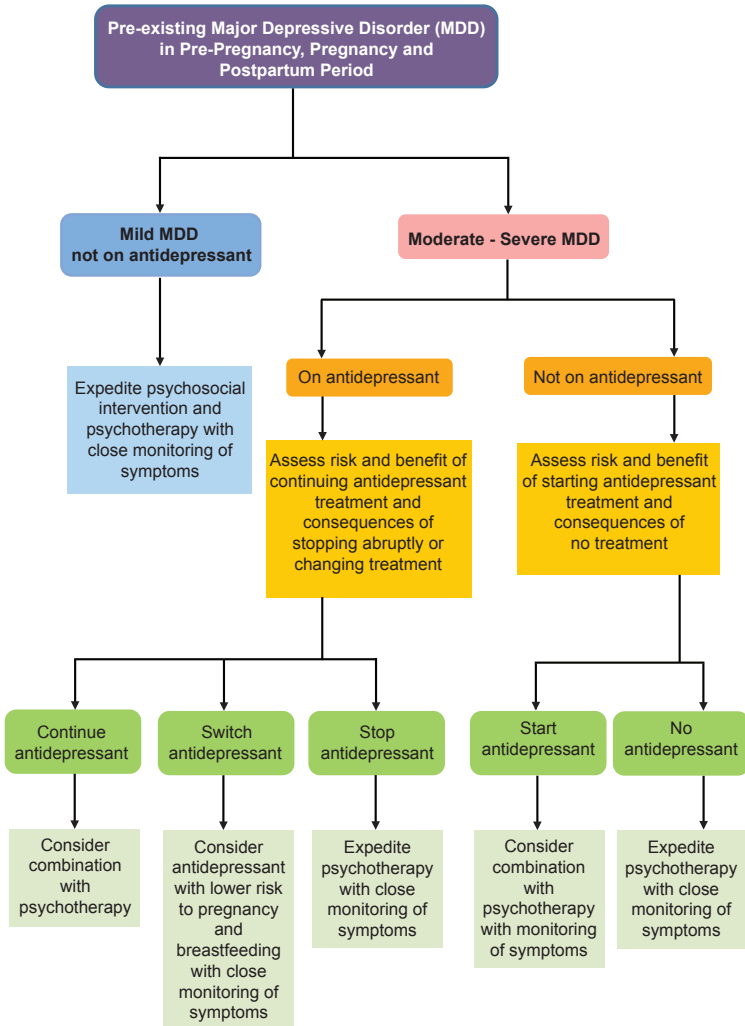 Pre-existing Major Depressive Disorder (MDD)
in Pre-Pregnancy, Pregnancy and
Postpartum Period
Mild MDD
not on antidepressant
Moderate - Severe MDD
Expedite psychosocial
intervention and
psychotherapy with
close monitoring of
symptoms
On antidepressant
Not on antidepressant
Assess risk and benefit of
continuing antidepressant
treatment and
consequences of
stopping abruptly or
changing treatment
Assess risk and benefit
of starting antidepressant
treatment and
consequences of
no treatment
Continue
antidepressant
Switch
antidepressant
Stop
antidepressant
Start
antidepressant
No
antidepressant
Consider
combination
with
psychotherapy
Consider
antidepressant
with lower risk
to pregnancy
and
breastfeeding
with close
monitoring of
symptoms
Expedite
psychotherapy
with close
monitoring of
symptoms
Consider
combination
with
psychotherapy
with monitoring
of symptoms
Expedite
psychotherapy
with close
monitoring of
symptoms